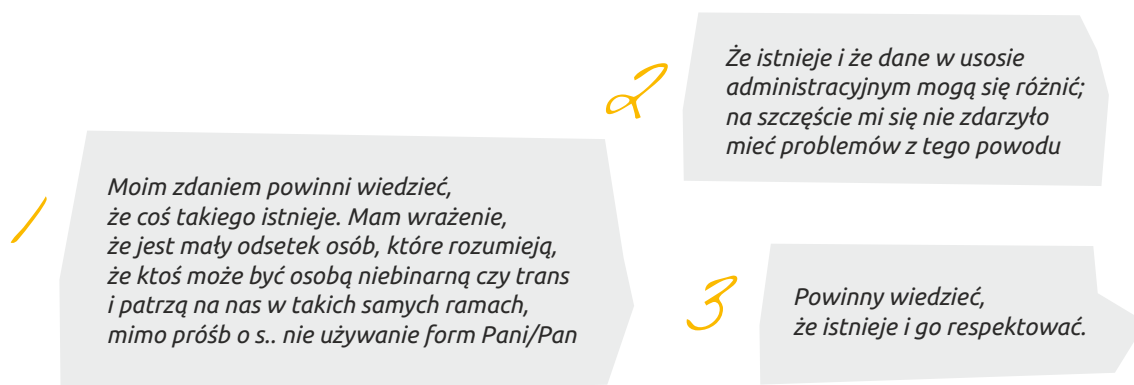 1
Moim zdaniem powinni wiedzieć,
że coś takiego istnieje. Mam wrażenie,
że jest mały odsetek osób, które rozumieją,
że ktoś może być osobą niebinarną czy trans
i patrzą na nas w takich samych ramach,
mimo próśb o s.. nie używanie form Pani/Pan
2
Że istnieje i że dane w usosie
administracyjnym mogą się różnić;
na szczęście mi się nie zdarzyło
mieć problemów z tego powodu
3
Powinny wiedzieć,
że istnieje i go respektować.